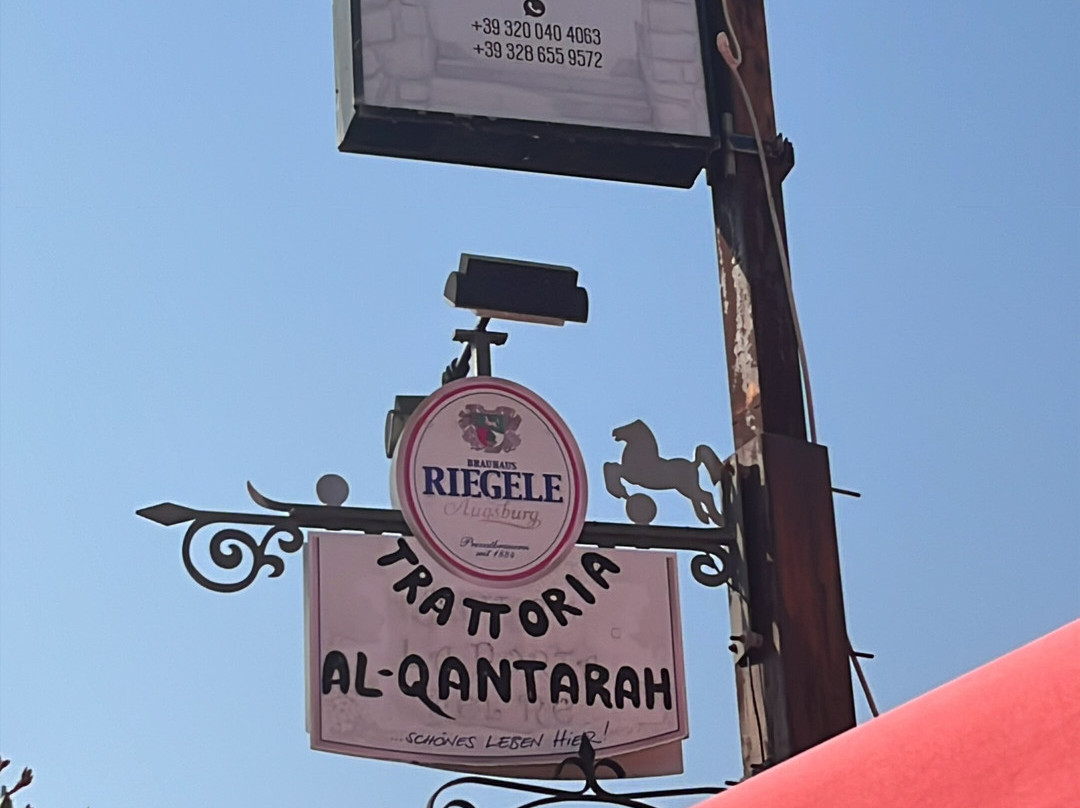 +39 320 040 4063
+39 328 655 9572
BRAUHAUS
RIEGELE
Augsburg
Privatbrauerei
seit 1884
TRATTORIA
AL-QANTARAH
...SCHÖNES LEBEN HiER!